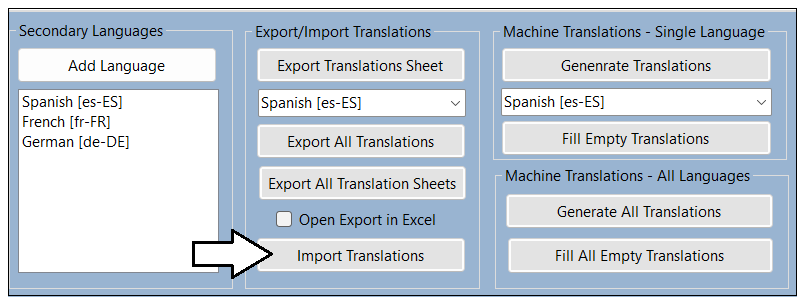 Secondary Languages
Add Language
Spanish [es-ES]
French [fr-FR]
German [de-DE]
Export/Import Translations
Export Translations Sheet
Spanish [es-ES]
Export All Translations
Export All Translation Sheets
Open Export in Excel
Import Translations
Machine Translations - Single Language
Genenrate Translations
Spanish [es-ES]
Fill Empty Translations
Machine Translations - All Languages
Generate All Translations
Fill All Empty Translations